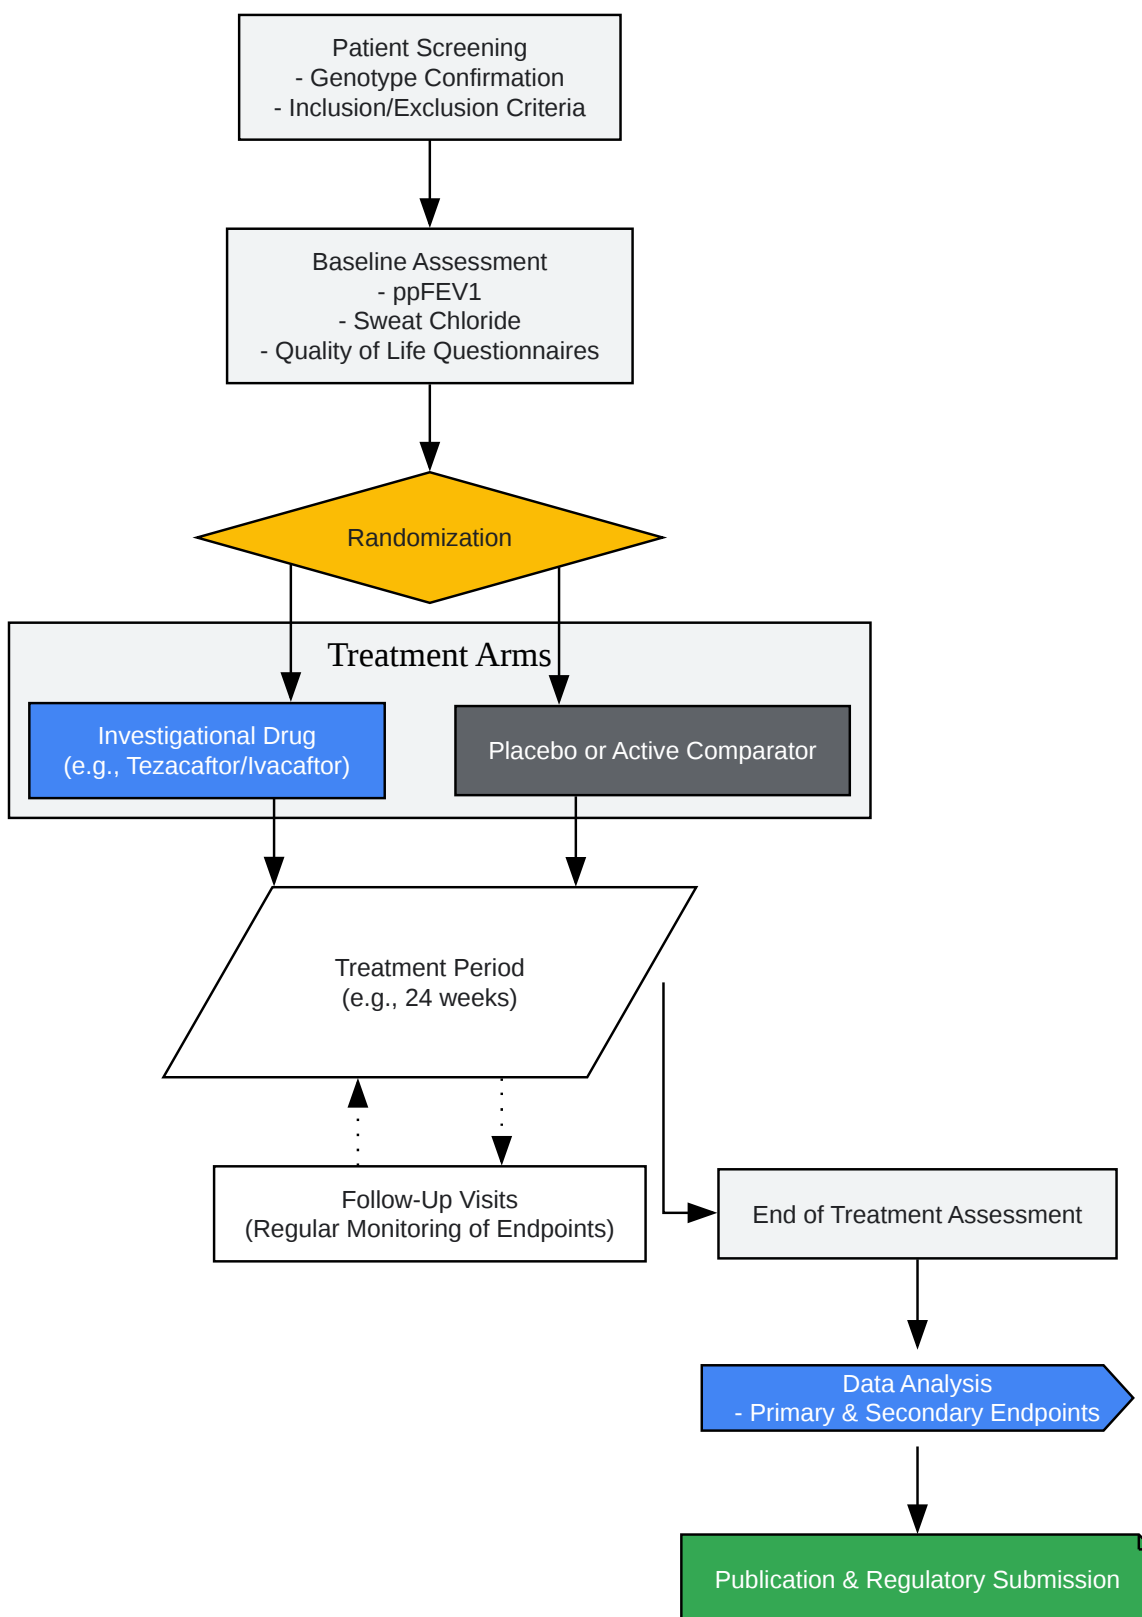 Patient Screening
- Genotype Confirmation
- Inclusion/Exclusion Criteria
Baseline Assessment
- ppFEV1
- Sweat Chloride
- Quality of Life Questionnaires
Randomization
Treatment Arms
Investigational Drug
(e.g., Tezacaftor/Ivacaftor)
Placebo or Active Comparator
Treatment Period
(e.g., 24 weeks)
Follow-Up Visits
(Regular Monitoring of Endpoints)
End of Treatment Assessment
Data Analysis
- Primary & Secondary Endpoints
Publication & Regulatory Submission